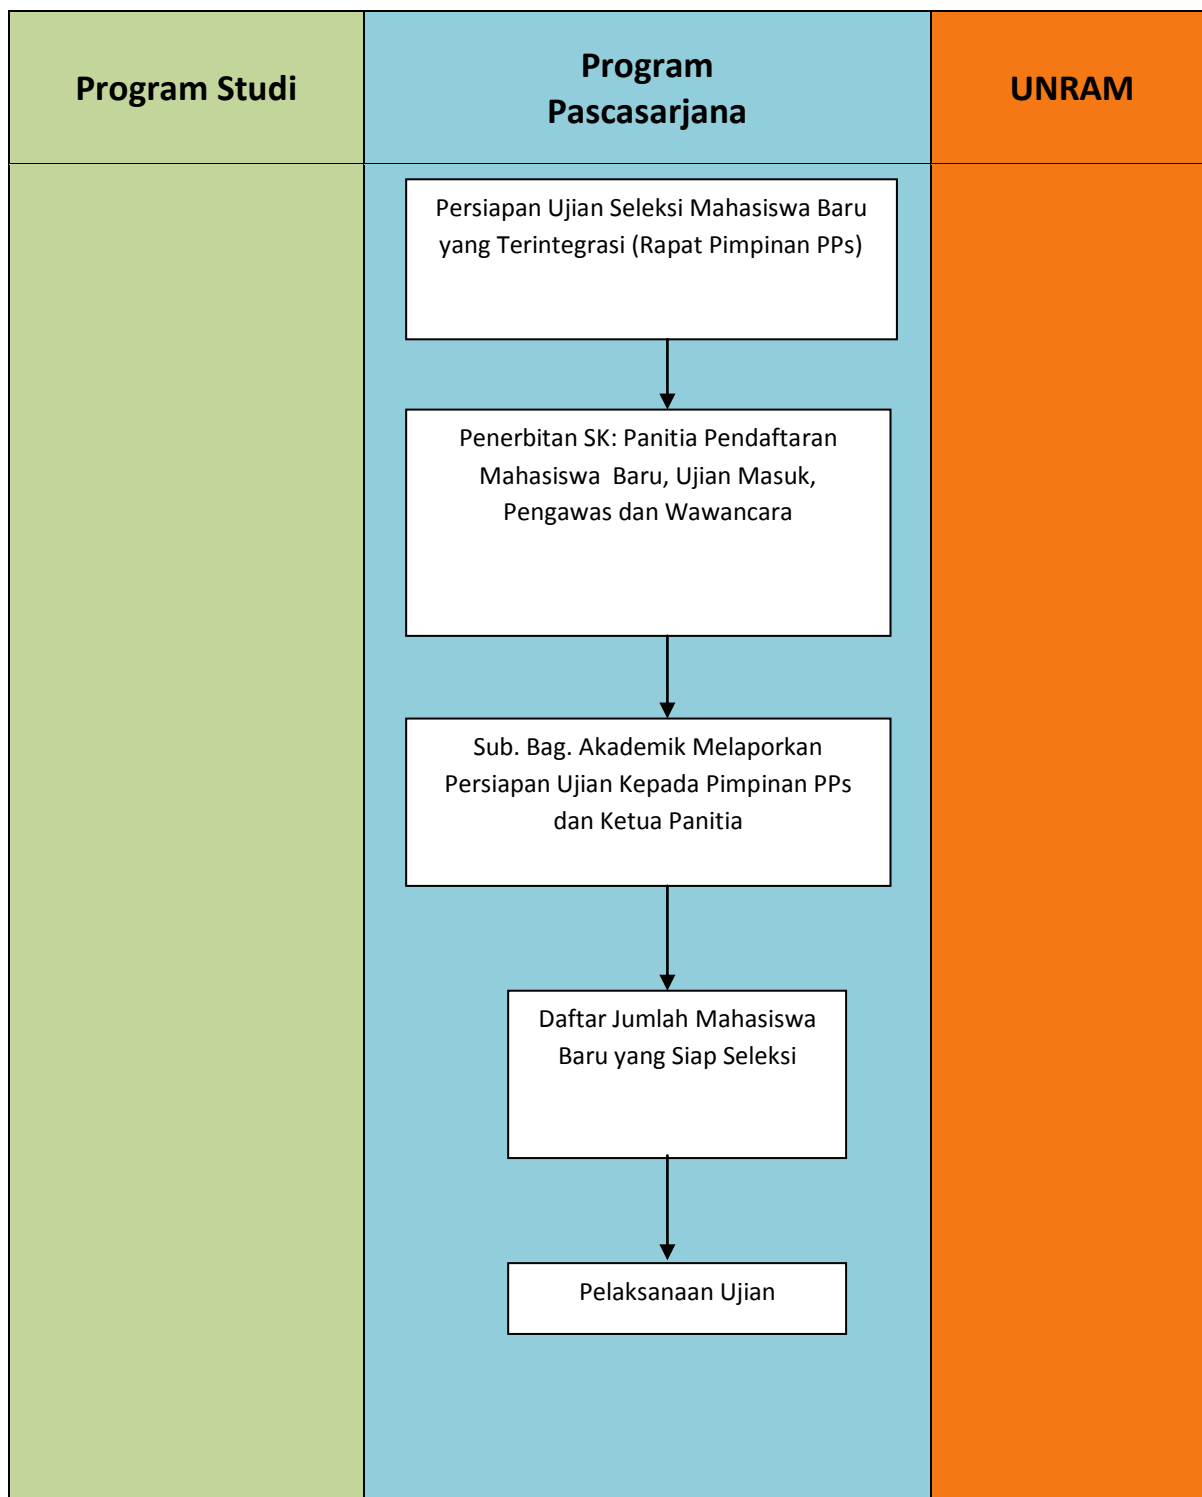 Program Studi
Program
Pascasarjana
UNRAM
Persiapan Ujian Seleksi Mahasiswa Baru
yang Terintegrasi (Rapat Pimpinan PPs)
Penerbitan SK: Panitia Pendaftaran
Mahasiswa  Baru, Ujian Masuk,
Pengawas dan Wawancara
Sub. Bag. Akademik Melaporkan
Persiapan Ujian Kepada Pimpinan PPs
dan Ketua Panitia
Daftar Jumlah Mahasiswa
Baru yang Siap Seleksi
Pelaksanaan Ujian